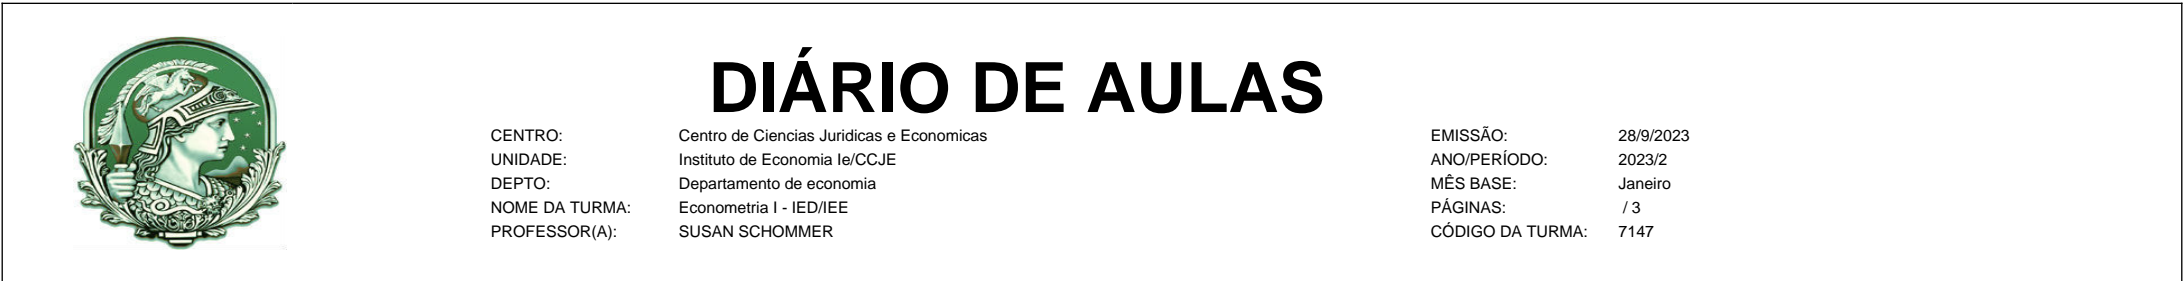 DIÁRIO DE AULAS
CENTRO: Centro de Ciencias Juridicas e Economicas
UNIDADE: Instituto de Economia Ie/CCJE
DEPTO: Departamento de economia
NOME DA TURMA: Econometria I - IED/IEE
PROFESSOR(A): SUSAN SCHOMMER
EMISSÃO: 28/9/2023
ANO/PERÍODO: 2023/2
MÊS BASE: Janeiro
PÁGINAS: / 3
CÓDIGO DA TURMA: 7147